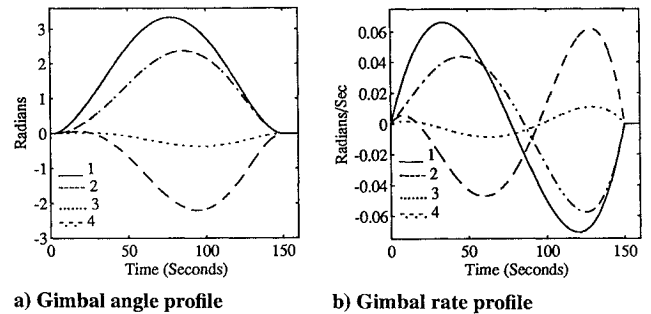 3
2
1
0
-1
-2
-3
Radians
1
2
3
4
0 50 100 150
Time (Seconds)
a) Gimbal angle profile
0.06
0.04
0.02
0
-0.02
-0.04
-0.06
Radians/Sec
1
2
3
4
0 50 100 150
Time (Seconds)
b) Gimbal rate profile